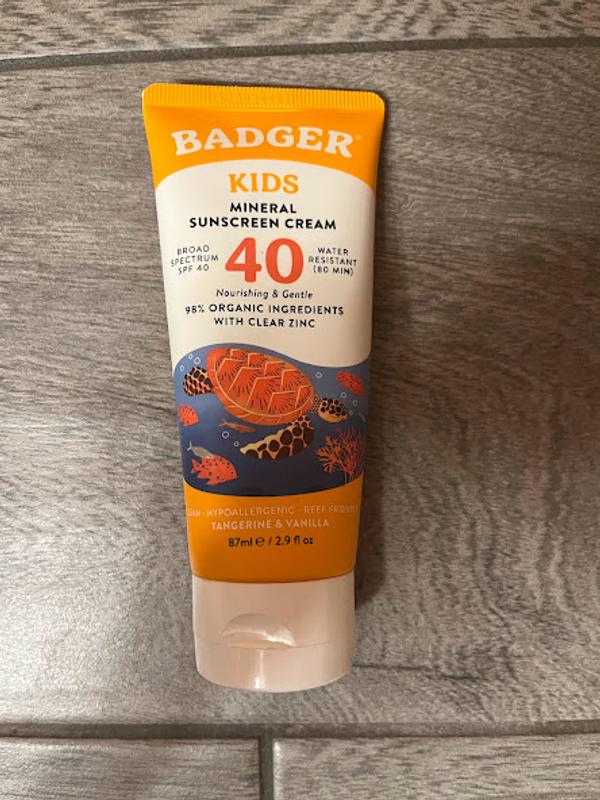 BADGER
KIDS
MINERAL
SUNSCREEN CREAM
BROAD
SPECTRUM
SPF 40
40
WATER
RESISTANT
(80 MIN)
Nourishing & Gentle
98% ORGANIC INGREDIENTS
WITH CLEAR ZINC
HYPOALLERGENIC - REEF
TANGERINE & VANILLA
87ml ℮ / 2.9 fl oz